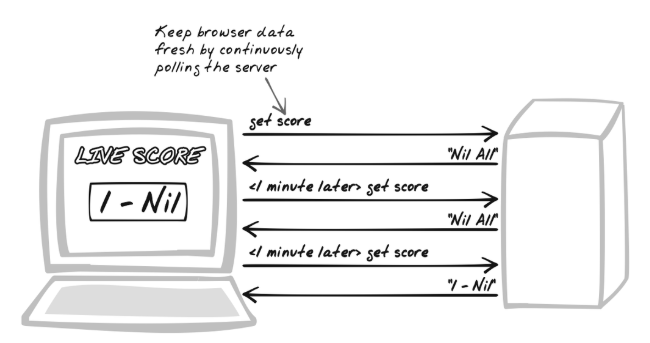 Keep browser data
fresh by continuously
polling the server
get score
"Nil All"
LIVE SCORE
<1 minute later> get score
1 - Nil
"Nil All"
<1 minute later> get score
"1 - Nil"